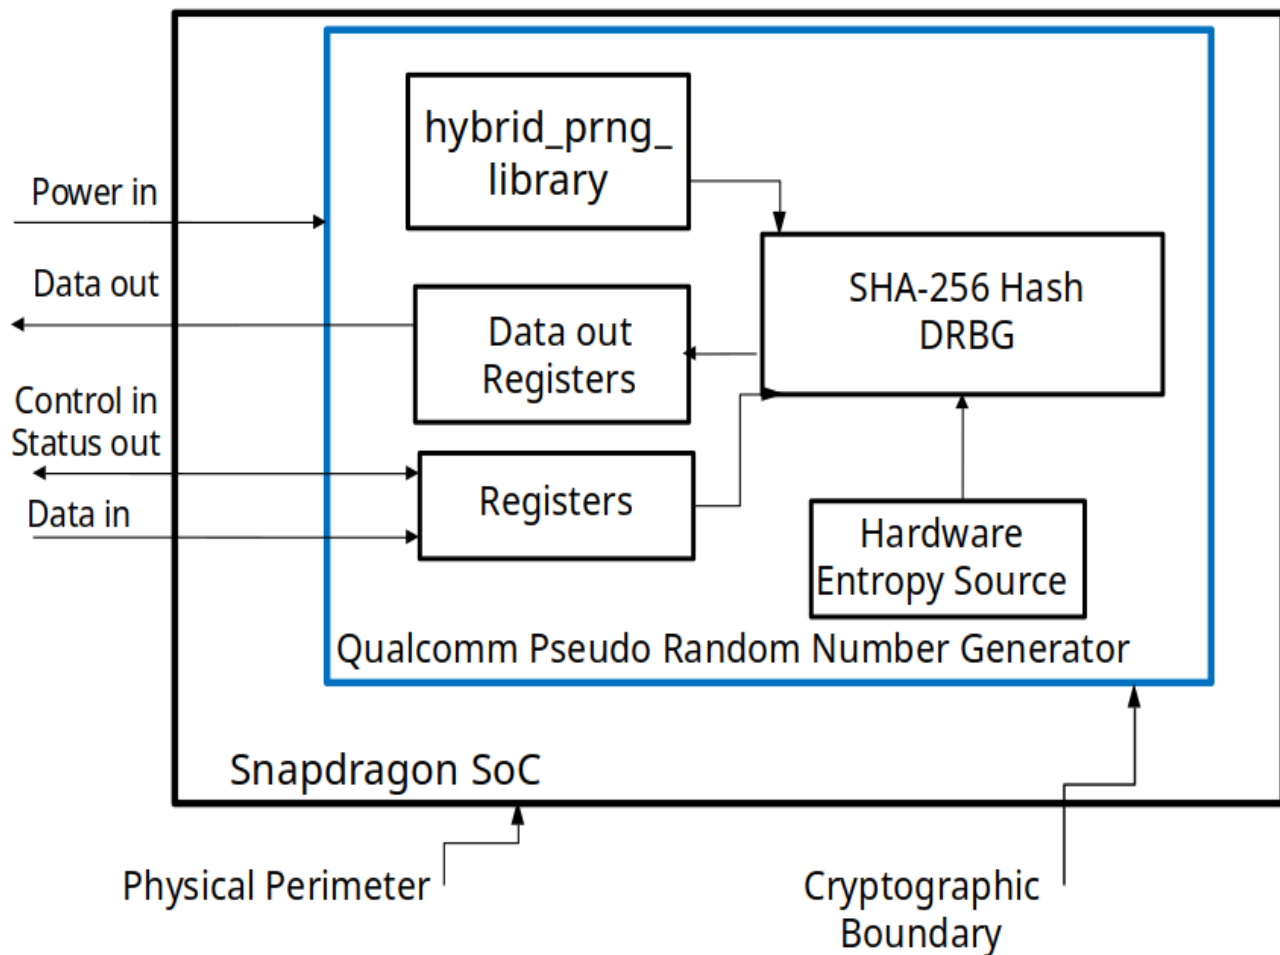 hybrid_prng_
library
Power in
Data out
SHA-256 Hash
DRBG
Data out
Registers
Control in
Status out
Registers
Data in
Hardware
Entropy Source
Qualcomm Pseudo Random Number Generator
Snapdragon SoC
Physical Perimeter
Cryptographic
Boundary